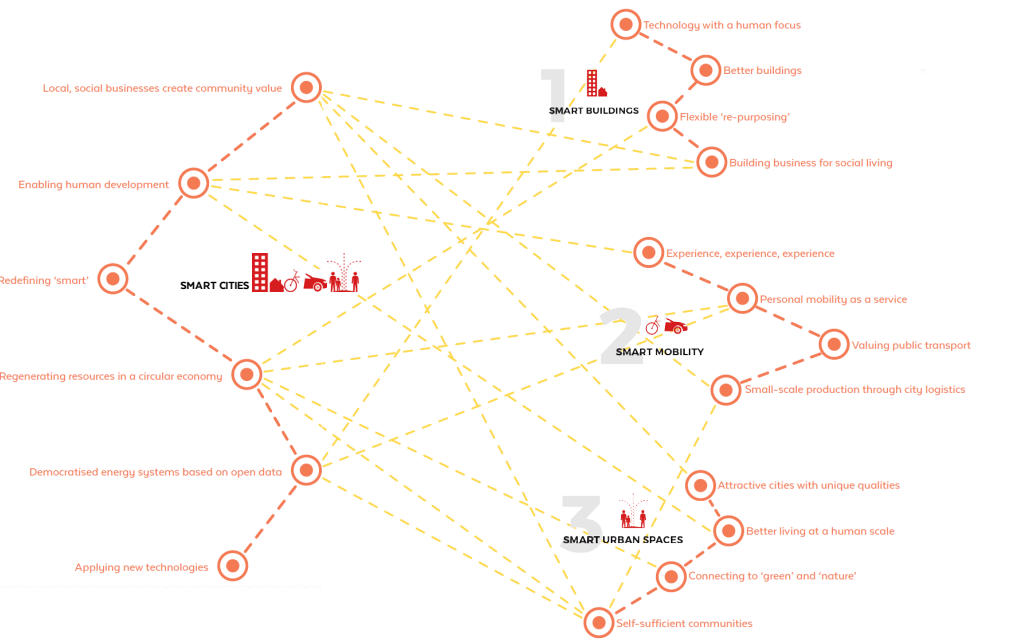 Technology with a human focus
Better buildings
Local, social businesses create community value
1
SMART BUILDINGS
Flexible ‘re-purposing’
Building business for social living
Enabling human development
Experience, experience, experience
Redefining ‘smart’
SMART CITIES
Personal mobility as a service
2
SMART MOBILITY
Valuing public transport
Regenerating resources in a circular economy
Small-scale production through city logistics
Democratised energy systems based on open data
Attractive cities with unique qualities
3
SMART URBAN SPACES
Better living at a human scale
Applying new technologies
Connecting to ‘green’ and ‘nature’
Self-sufficient communities